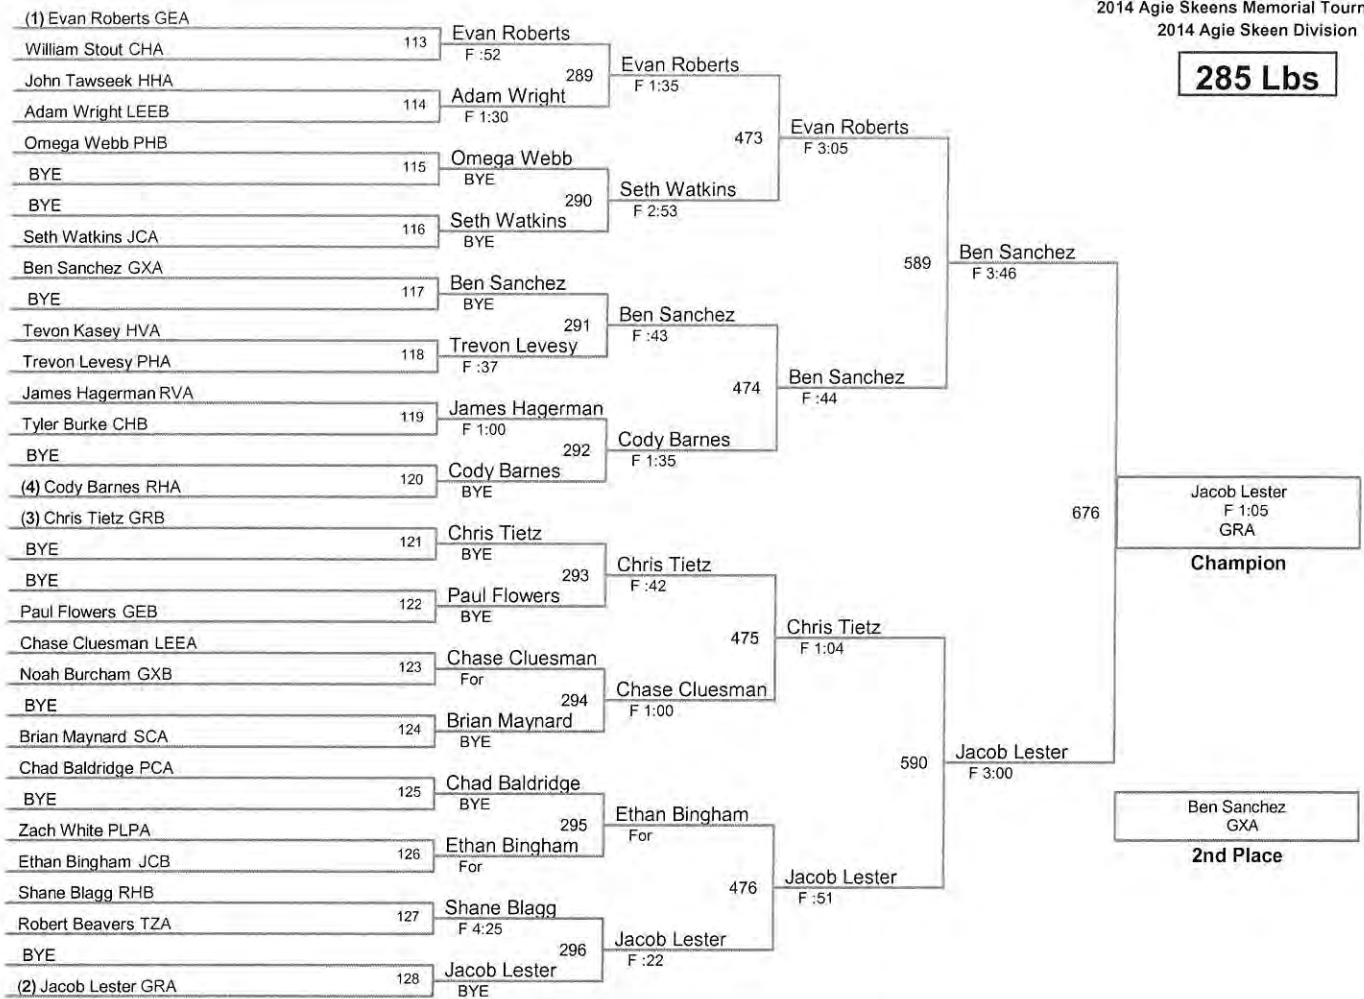 2014 Agie Skeens Memorial Tourn
2014 Agie Skeen Division
285 Lbs
(1) Evan Roberts GEA
William Stout CHA
John Tawseek HHA
Adam Wright LEEB
Omega Webb PHB
BYE
BYE
Seth Watkins JCA
Ben Sanchez GXA
BYE
Tevon Kasey HVA
Trevon Levesy PHA
James Hagerman RVA
Tyler Burke CHB
BYE
(4) Cody Barnes RHA
(3) Chris Tietz GRB
BYE
BYE
Paul Flowers GEB
Chase Cluesman LEEA
Noah Burcham GXB
BYE
Brian Maynard SCA
Chad Baldridge PCA
BYE
Zach White PLPA
Ethan Bingham JCB
Shane Blagg RHB
Robert Beavers TZA
BYE
(2) Jacob Lester GRA
113
Evan Roberts
F :52
114
Adam Wright
F 1:30
115
Omega Webb
BYE
116
Seth Watkins
BYE
117
Ben Sanchez
BYE
118
Trevon Levesy
F :37
119
James Hagerman
F 1:00
120
Cody Barnes
BYE
121
Chris Tietz
BYE
122
Paul Flowers
BYE
123
Chase Cluesman
For
124
Brian Maynard
BYE
125
Chad Baldridge
BYE
126
Ethan Bingham
For
127
Shane Blagg
F 4:25
128
Jacob Lester
BYE
289
Evan Roberts
F 1:35
290
Seth Watkins
F 2:53
291
Ben Sanchez
F :43
292
Cody Barnes
F 1:35
293
Chris Tietz
F :42
294
Chase Cluesman
F 1:00
295
Ethan Bingham
For
296
Jacob Lester
F :22
473
Evan Roberts
F 3:05
474
Ben Sanchez
F :44
475
Chris Tietz
F 1:04
476
Jacob Lester
F :51
589
Ben Sanchez
F 3:46
590
Jacob Lester
F 3:00
676
Jacob Lester
F 1:05
GRA
Champion
Ben Sanchez
GXA
2nd Place